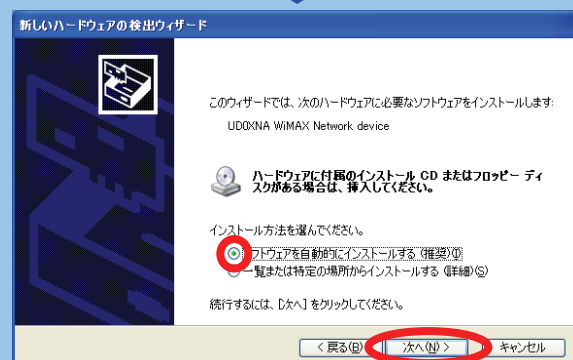 新しいハードウェアの検出ウィザード
このウィザードでは、次のハードウェアに必要なソフトウェアをインストールします:
UD0XNA WiMAX Network device
ハードウェアに付属のインストール CD またはフロッピー ディ
スクがある場合は、挿入してください。
インストール方法を選んでください。
フトウェアを自動的にインストールする (推奨)(I)
一覧または特定の場所からインストールする (詳細)(S)
続行するには、[次へ] をクリックしてください。
< 戻る(B) 次へ(N) > キャンセル